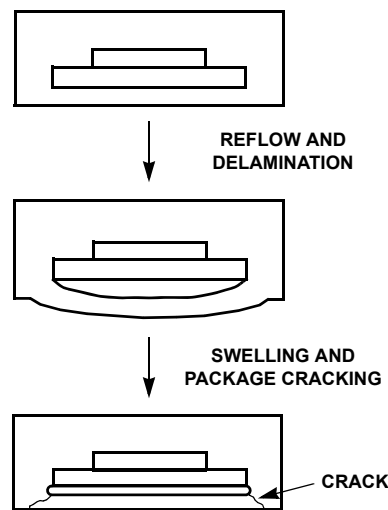 REFLOW AND
DELAMINATION
SWELLING AND
PACKAGE CRACKING
CRACK